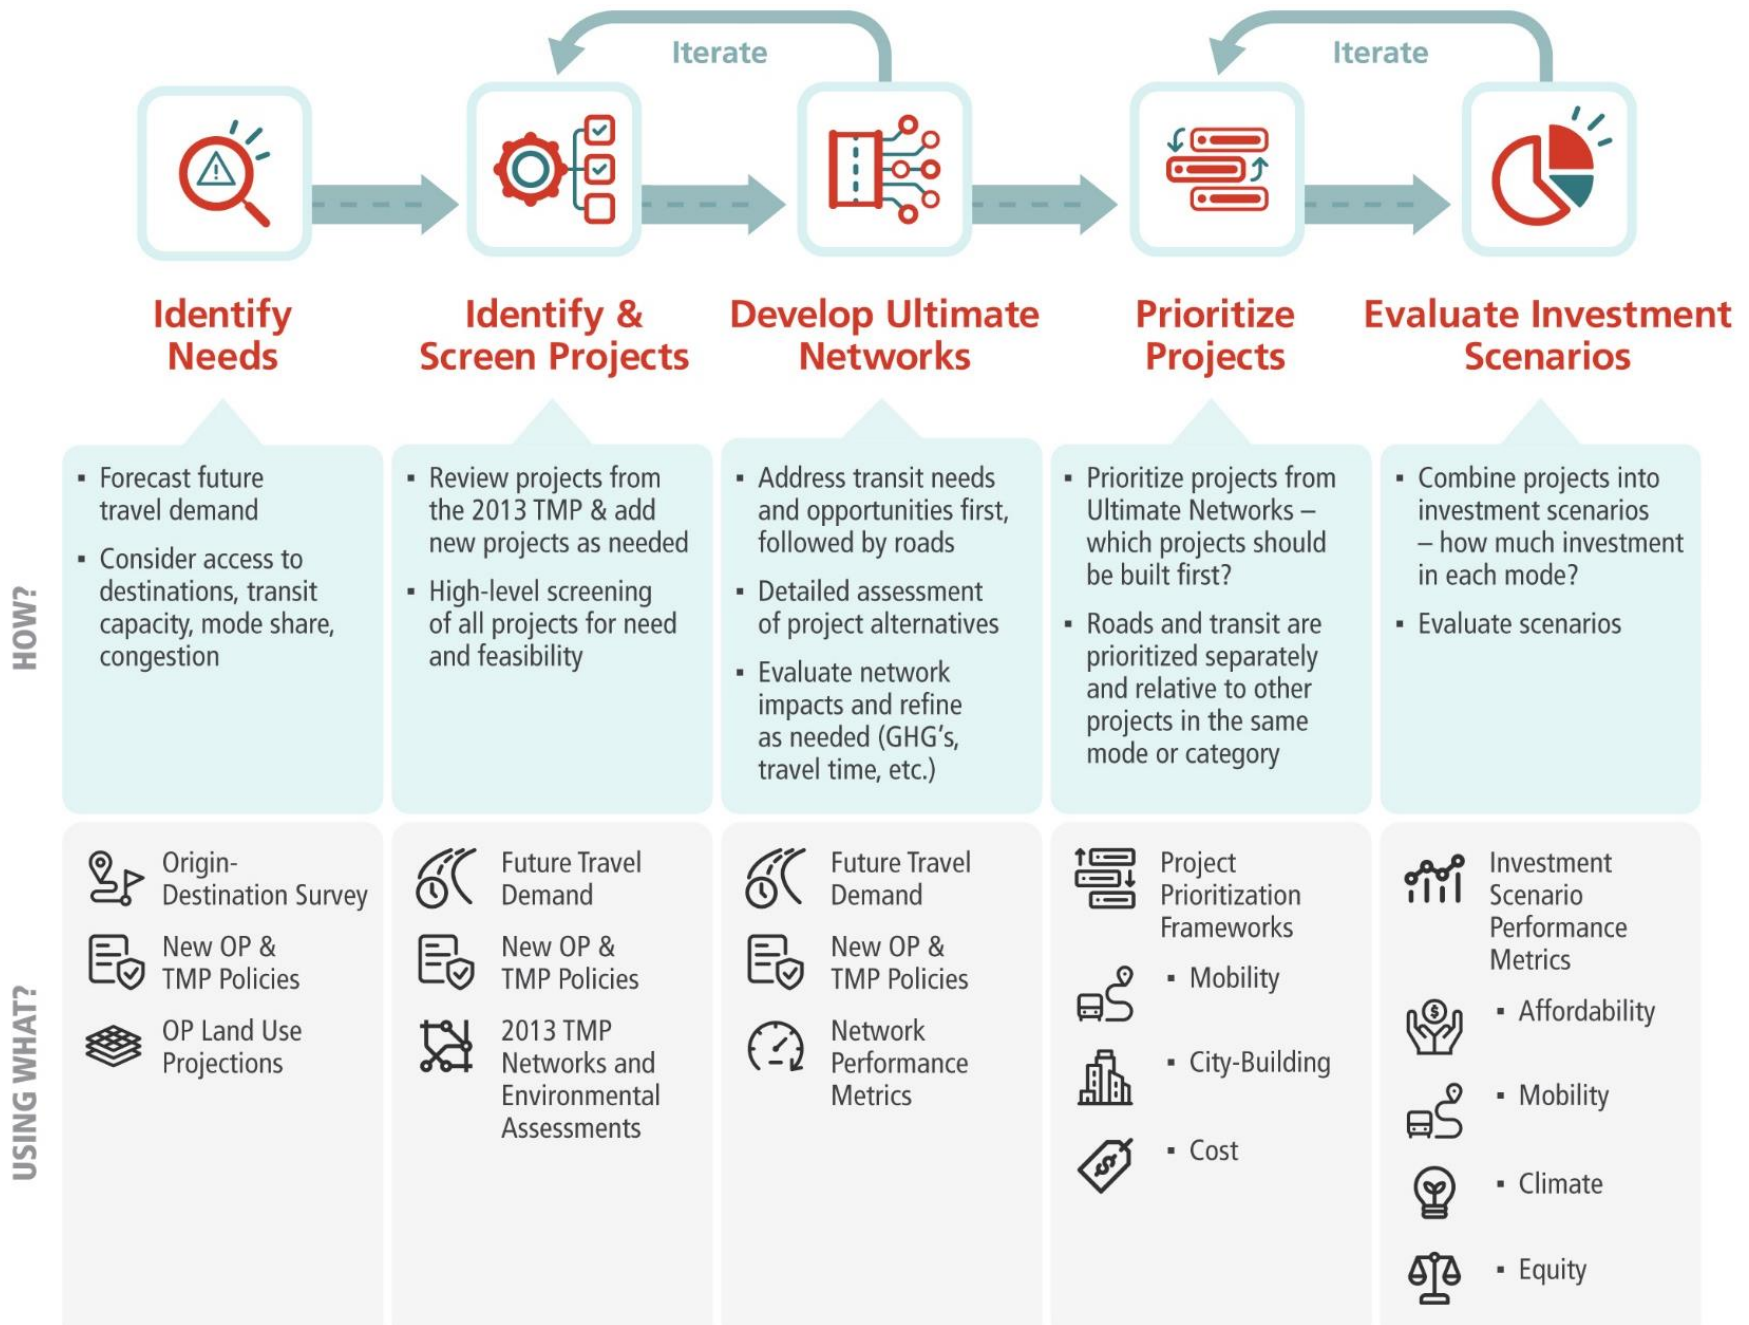 Iterate
Iterate
Identify
Needs
Identify &
Screen Projects
Develop Ultimate
Networks
Prioritize
Projects
Evaluate Investment
Scenarios
HOW?
▪ Forecast future
travel demand
▪ Consider access to
destinations, transit
capacity, mode share,
congestion
▪ Review projects from
the 2013 TMP & add
new projects as needed
▪ High-level screening
of all projects for need
and feasibility
▪ Address transit needs
and opportunities first,
followed by roads
▪ Detailed assessment
of project alternatives
▪ Evaluate network
impacts and refine
as needed (GHG's,
travel time, etc.)
▪ Prioritize projects from
Ultimate Networks –
which projects should
be built first?
▪ Roads and transit are
prioritized separately
and relative to other
projects in the same
mode or category
▪ Combine projects into
investment scenarios
– how much investment
in each mode?
▪ Evaluate scenarios
USING WHAT?
Origin-
Destination Survey
New OP &
TMP Policies
OP Land Use
Projections
Future Travel
Demand
New OP &
TMP Policies
2013 TMP
Networks and
Environmental
Assessments
Future Travel
Demand
New OP &
TMP Policies
Network
Performance
Metrics
Project
Prioritization
Frameworks
▪ Mobility
▪ City-Building
▪ Cost
Investment
Scenario
Performance
Metrics
▪ Affordability
▪ Mobility
▪ Climate
▪ Equity